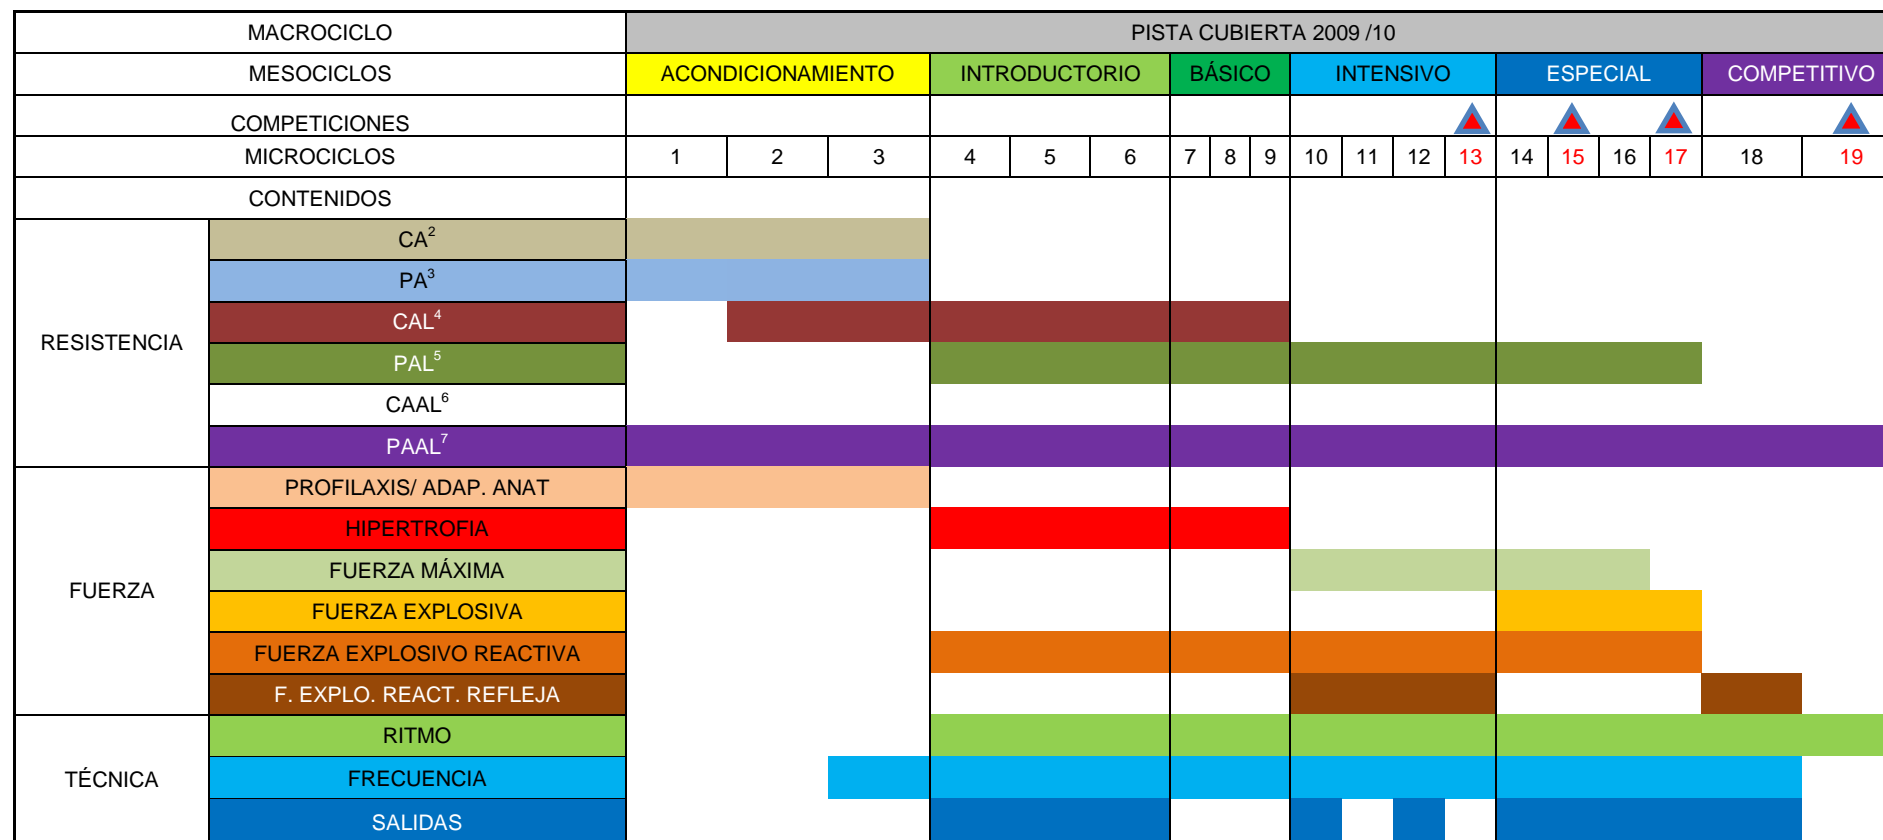 MACROCICLO PISTA CUBIERTA 2009 /10
MESOCICLOS ACONDICIONAMIENTO INTRODUCTORIO BÁSICO INTENSIVO ESPECIAL COMPETITIVO
COMPETICIONES
MICROCICLOS 1 2 3 4 5 6 7 8 9 10 11 12 13 14 15 16 17 18 19
CONTENIDOS
RESISTENCIA
CA²
PA³
CAL⁴
PAL⁵
CAAL⁶
PAAL⁷
FUERZA
PROFILAXIS/ ADAP. ANAT
HIPERTROFIA
FUERZA MÁXIMA
FUERZA EXPLOSIVA
FUERZA EXPLOSIVO REACTIVA
F. EXPLO. REACT. REFLEJA
TÉCNICA
RITMO
FRECUENCIA
SALIDAS